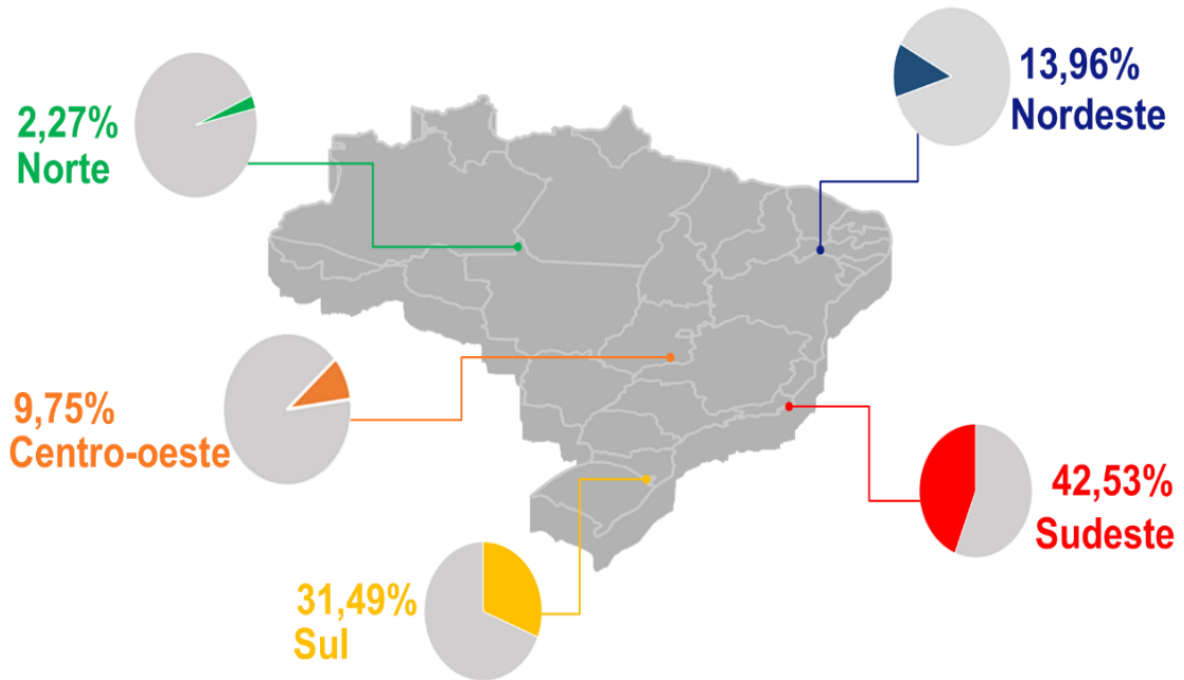 2,27%
Norte
13,96%
Nordeste
9,75%
Centro-oeste
42,53%
Sudeste
31,49%
Sul